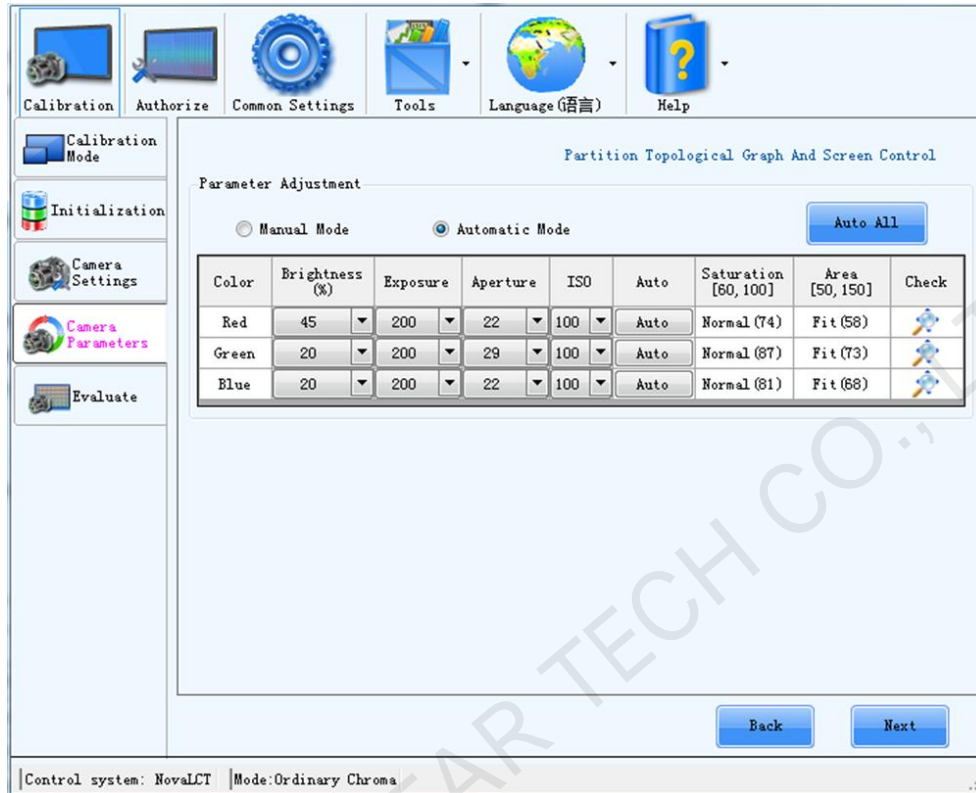 Calibration Authorize Common Settings Tools Language(语言) Help
Calibration
Mode
Initialization
Camera
Settings
Camera
Parameters
Evaluate
Partition Topological Graph And Screen Control
Parameter Adjustment
Manual Mode Automatic Mode Auto All
Color Brightness (%) Exposure Aperture ISO Auto Saturation [60, 100] Area [50, 150] Check
Red 45 200 22 100 Auto Normal(74) Fit(58)
Green 20 200 29 100 Auto Normal(87) Fit(73)
Blue 20 200 22 100 Auto Normal(81) Fit(68)
Back Next
Control system: NovaLCT Mode:Ordinary Chroma
TECH CO.,